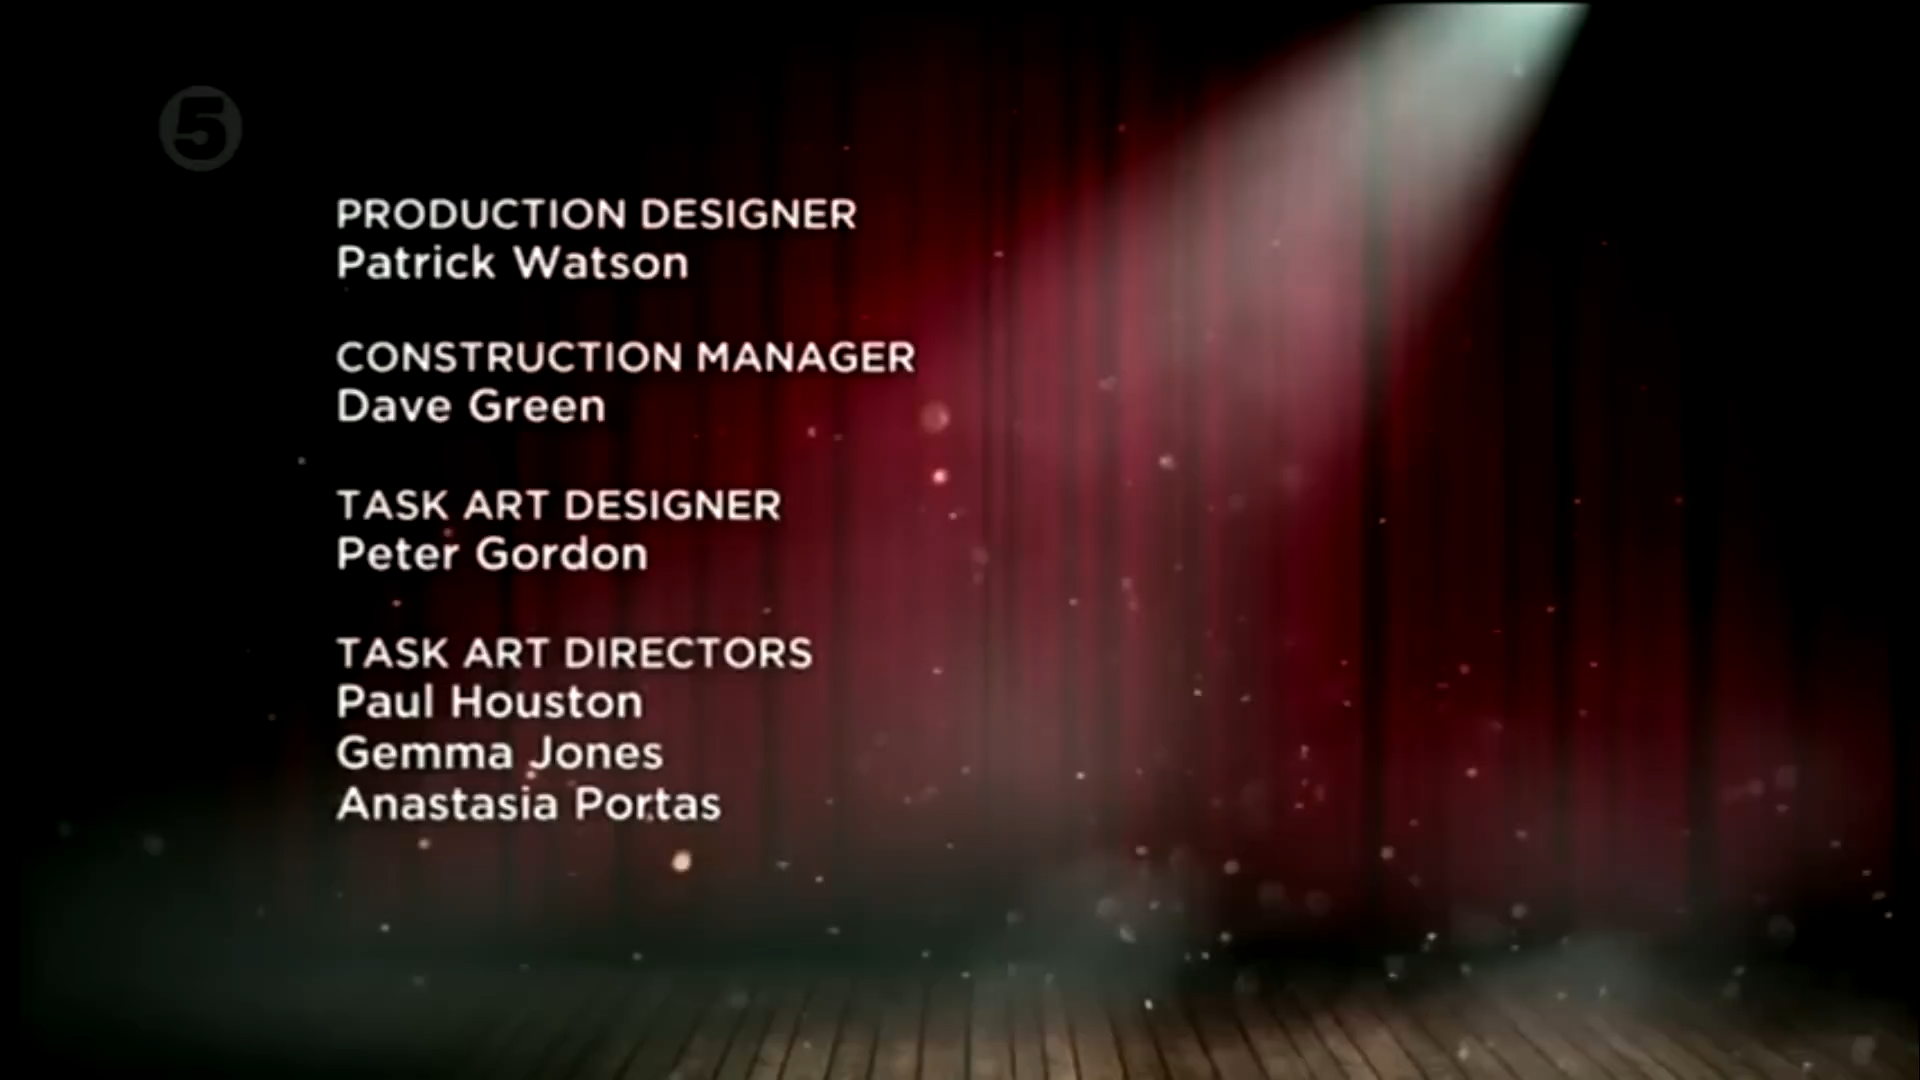 5
PRODUCTION DESIGNER
Patrick Watson
CONSTRUCTION MANAGER
Dave Green
TASK ART DESIGNER
Peter Gordon
TASK ART DIRECTORS
Paul Houston
Gemma Jones
Anastasia Portas